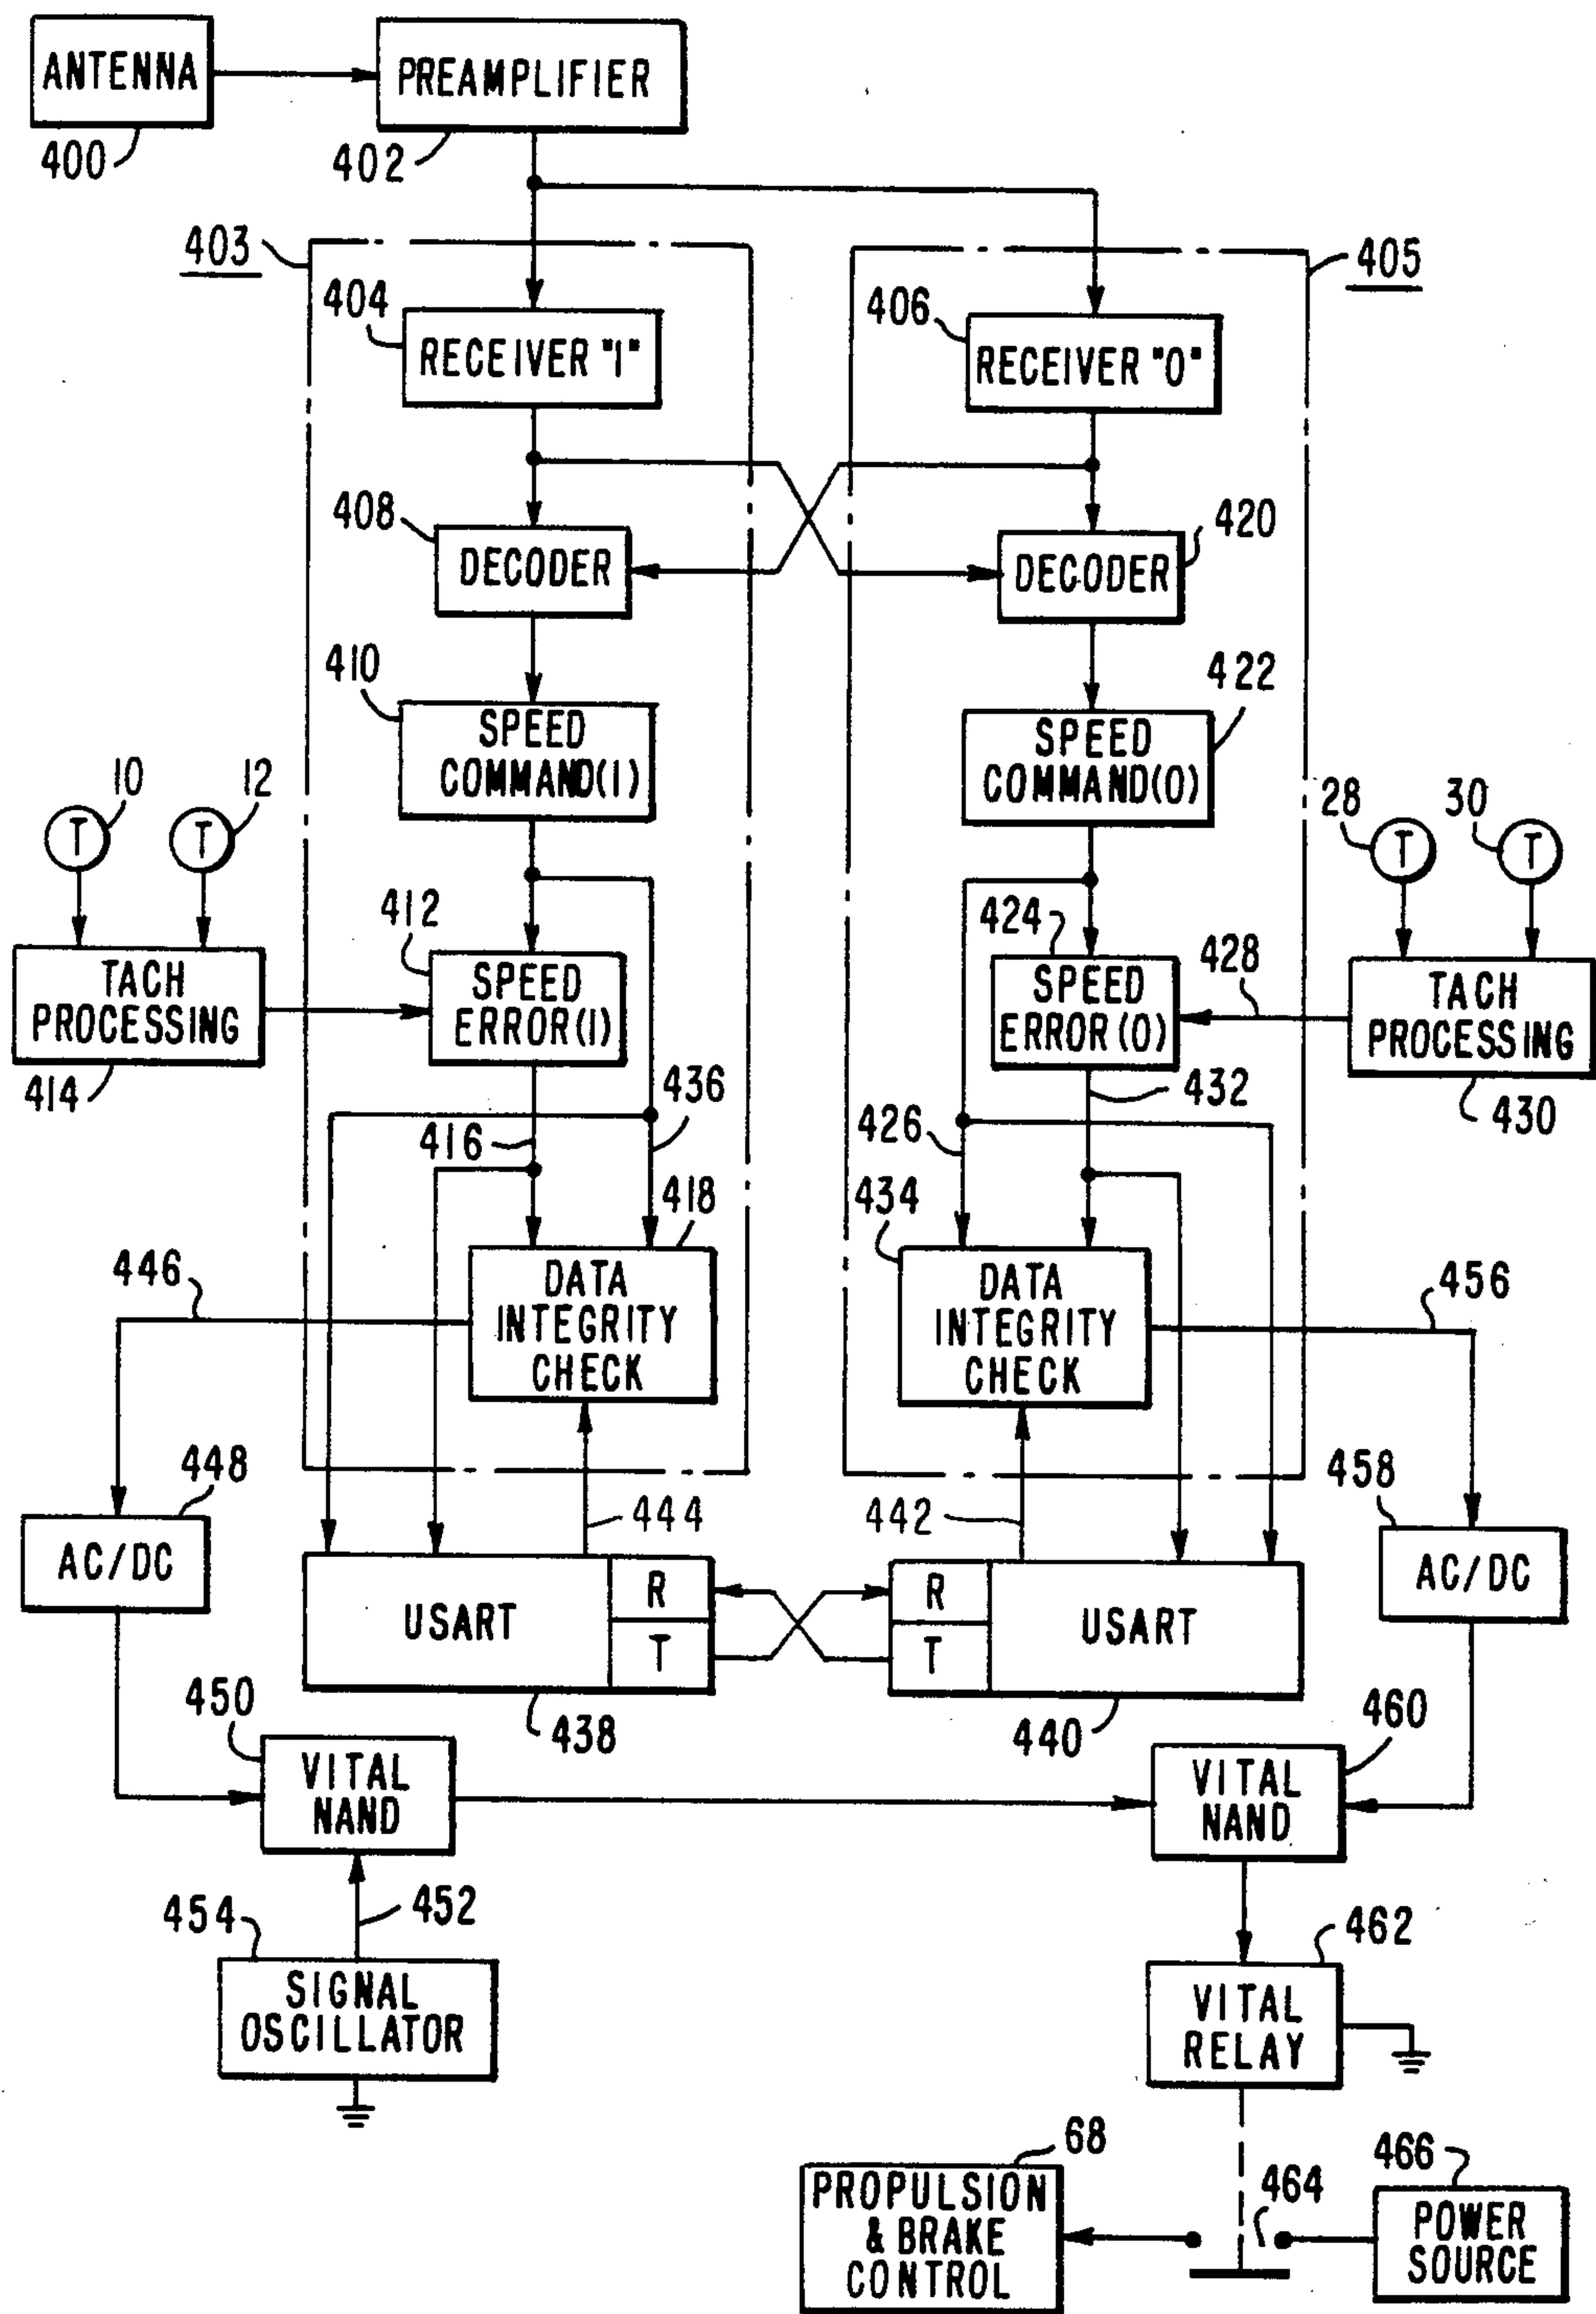 ANTENNA
400
PREAMPLIFIER
402
403
405
404
RECEIVER "1"
406
RECEIVER "0"
408
DECODER
420
DECODER
410
SPEED
COMMAND(1)
422
SPEED
COMMAND(0)
10
T
12
T
28
T
30
T
412
SPEED
ERROR(1)
424
SPEED
ERROR(0)
428
TACH
PROCESSING
414
TACH
PROCESSING
430
416
436
432
426
418
434
DATA
INTEGRITY
CHECK
DATA
INTEGRITY
CHECK
446
456
448
AC/DC
444
442
458
AC/DC
USART
R
T
438
R
T
USART
440
450
VITAL
NAND
460
VITAL
NAND
452
454
SIGNAL
OSCILLATOR
462
VITAL
RELAY
68
PROPULSION
& BRAKE
CONTROL
464
466
POWER
SOURCE